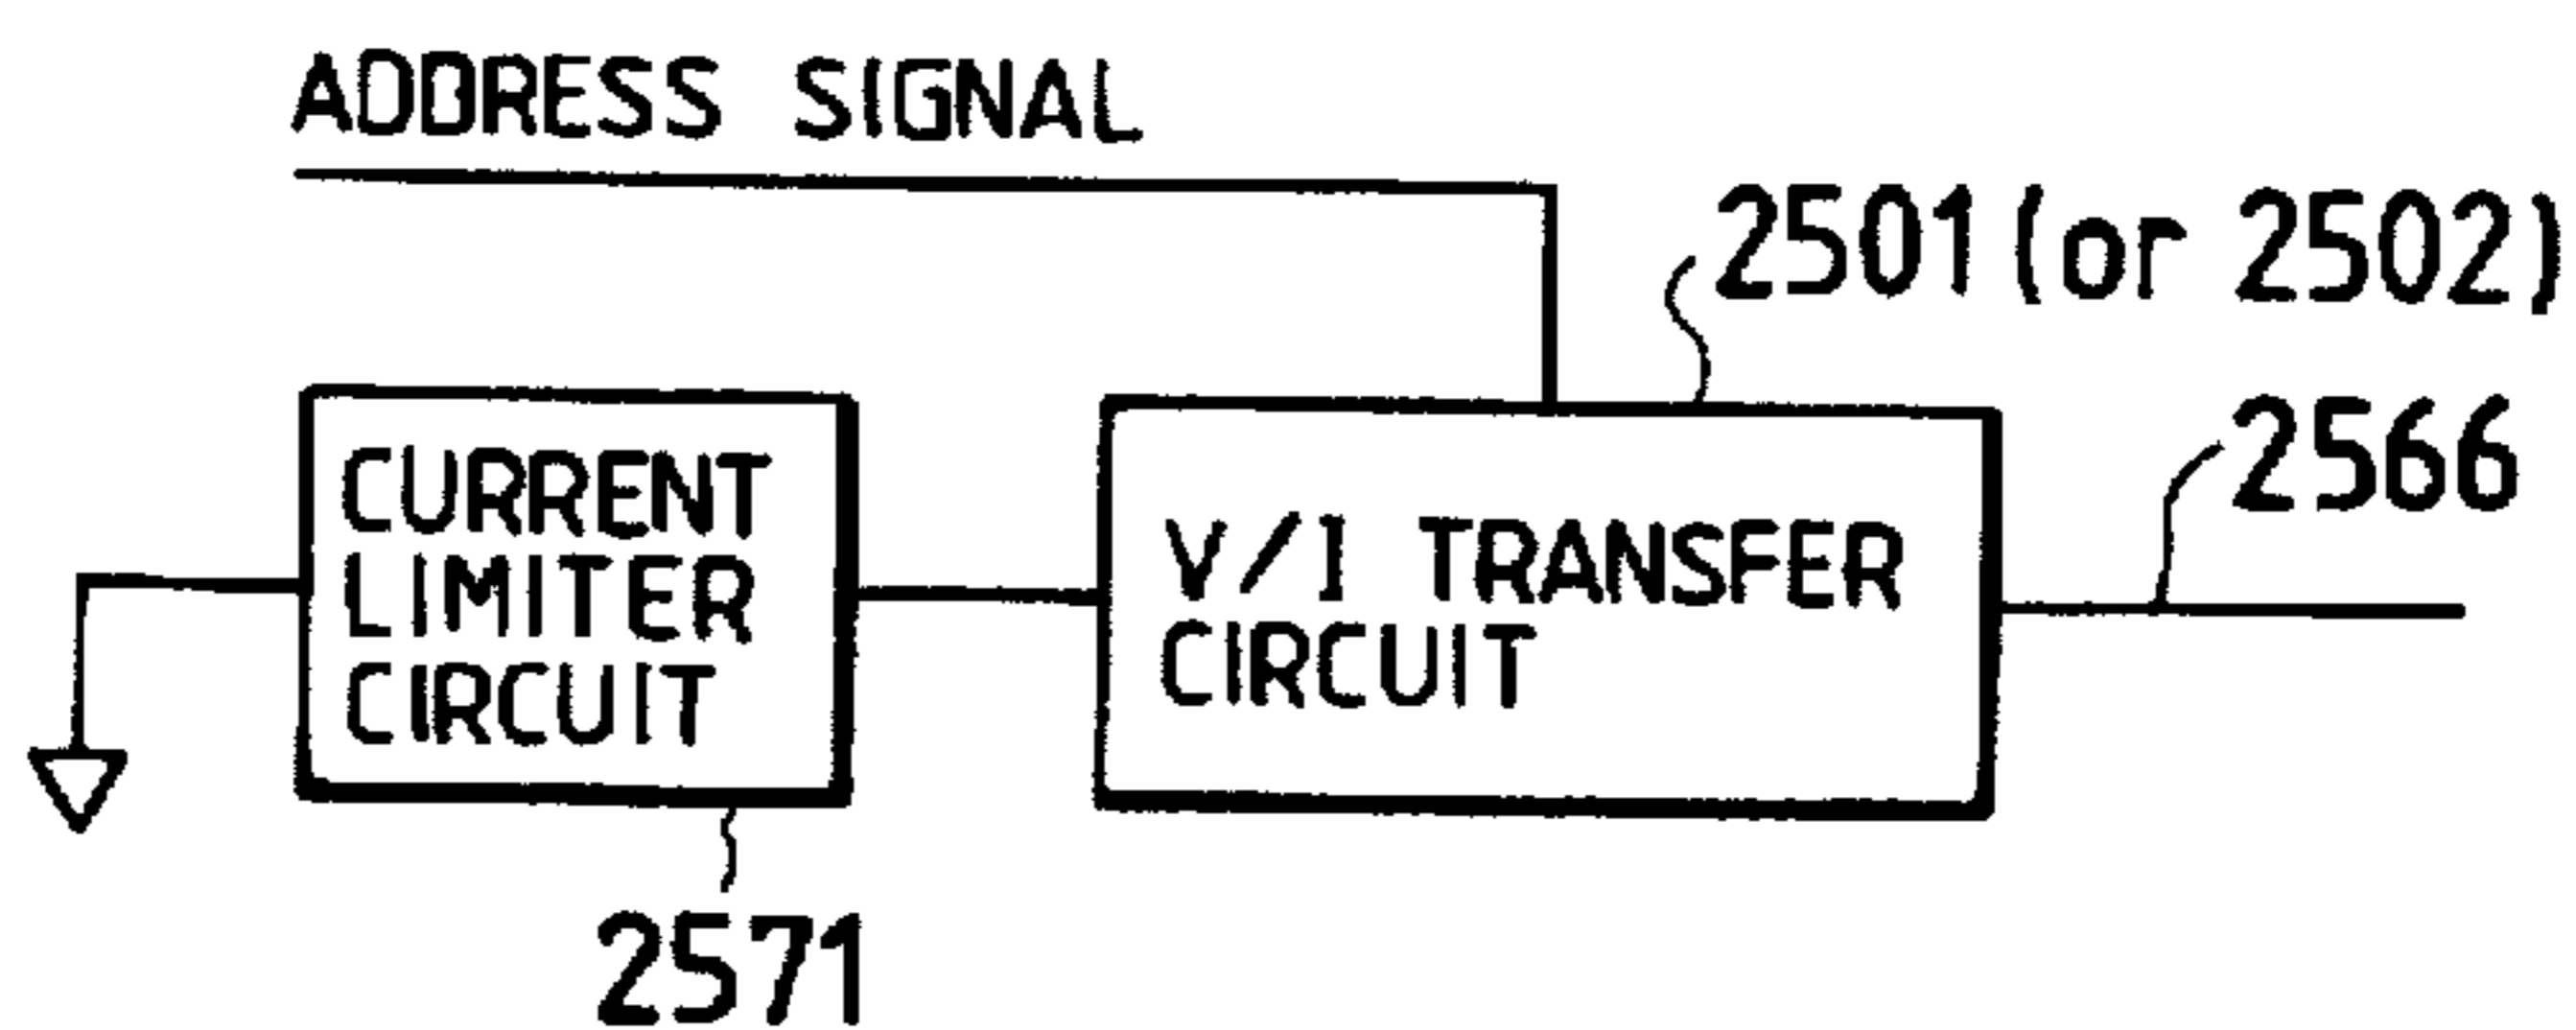 ADDRESS SIGNAL
2501 (or 2502)
2566
CURRENT
LIMITER
CIRCUIT
V/I TRANSFER
CIRCUIT
2571